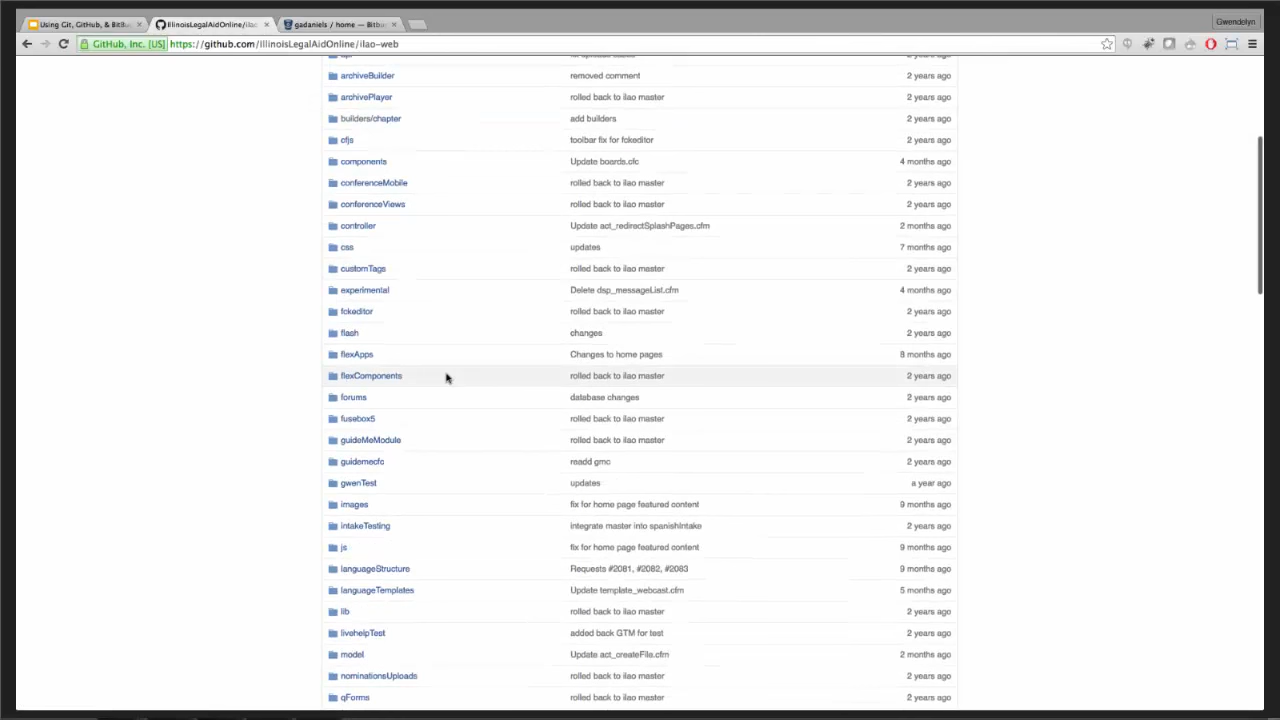 Using Git, GitHub, & Bitbu
IllinoisLegalAidOnline/ilao
gadaniels / home — Bitbu
Gwendelyn
GitHub, Inc. [US] https://github.com/IllinoisLegalAidOnline/ilao-web
archiveBuilder removed comment 2 years ago
archivePlayer rolled back to ilao master 2 years ago
builders/chapter add builders 2 years ago
cfjs toolbar fix for fckeditor 2 years ago
components Update boards.cfc 4 months ago
conferenceMobile rolled back to ilao master 2 years ago
conferenceViews rolled back to ilao master 2 years ago
controller Update act_redirectSplashPages.cfm 2 months ago
css updates 7 months ago
customTags rolled back to ilao master 2 years ago
experimental Delete dsp_messageList.cfm 4 months ago
fckeditor rolled back to ilao master 2 years ago
flash changes 2 years ago
flexApps Changes to home pages 8 months ago
flexComponents rolled back to ilao master 2 years ago
forums database changes 2 years ago
fusebox5 rolled back to ilao master 2 years ago
guideMeModule rolled back to ilao master 2 years ago
guidemecfc readd gmc 2 years ago
gwenTest updates a year ago
images fix for home page featured content 9 months ago
intakeTesting integrate master into spanishIntake 2 years ago
js fix for home page featured content 9 months ago
languageStructure Requests #2081, #2082, #2083 9 months ago
languageTemplates Update template_webcast.cfm 5 months ago
lib rolled back to ilao master 2 years ago
livehelpTest added back GTM for test 2 years ago
model Update act_createFile.cfm 2 months ago
nominationsUploads rolled back to ilao master 2 years ago
qForms rolled back to ilao master 2 years ago